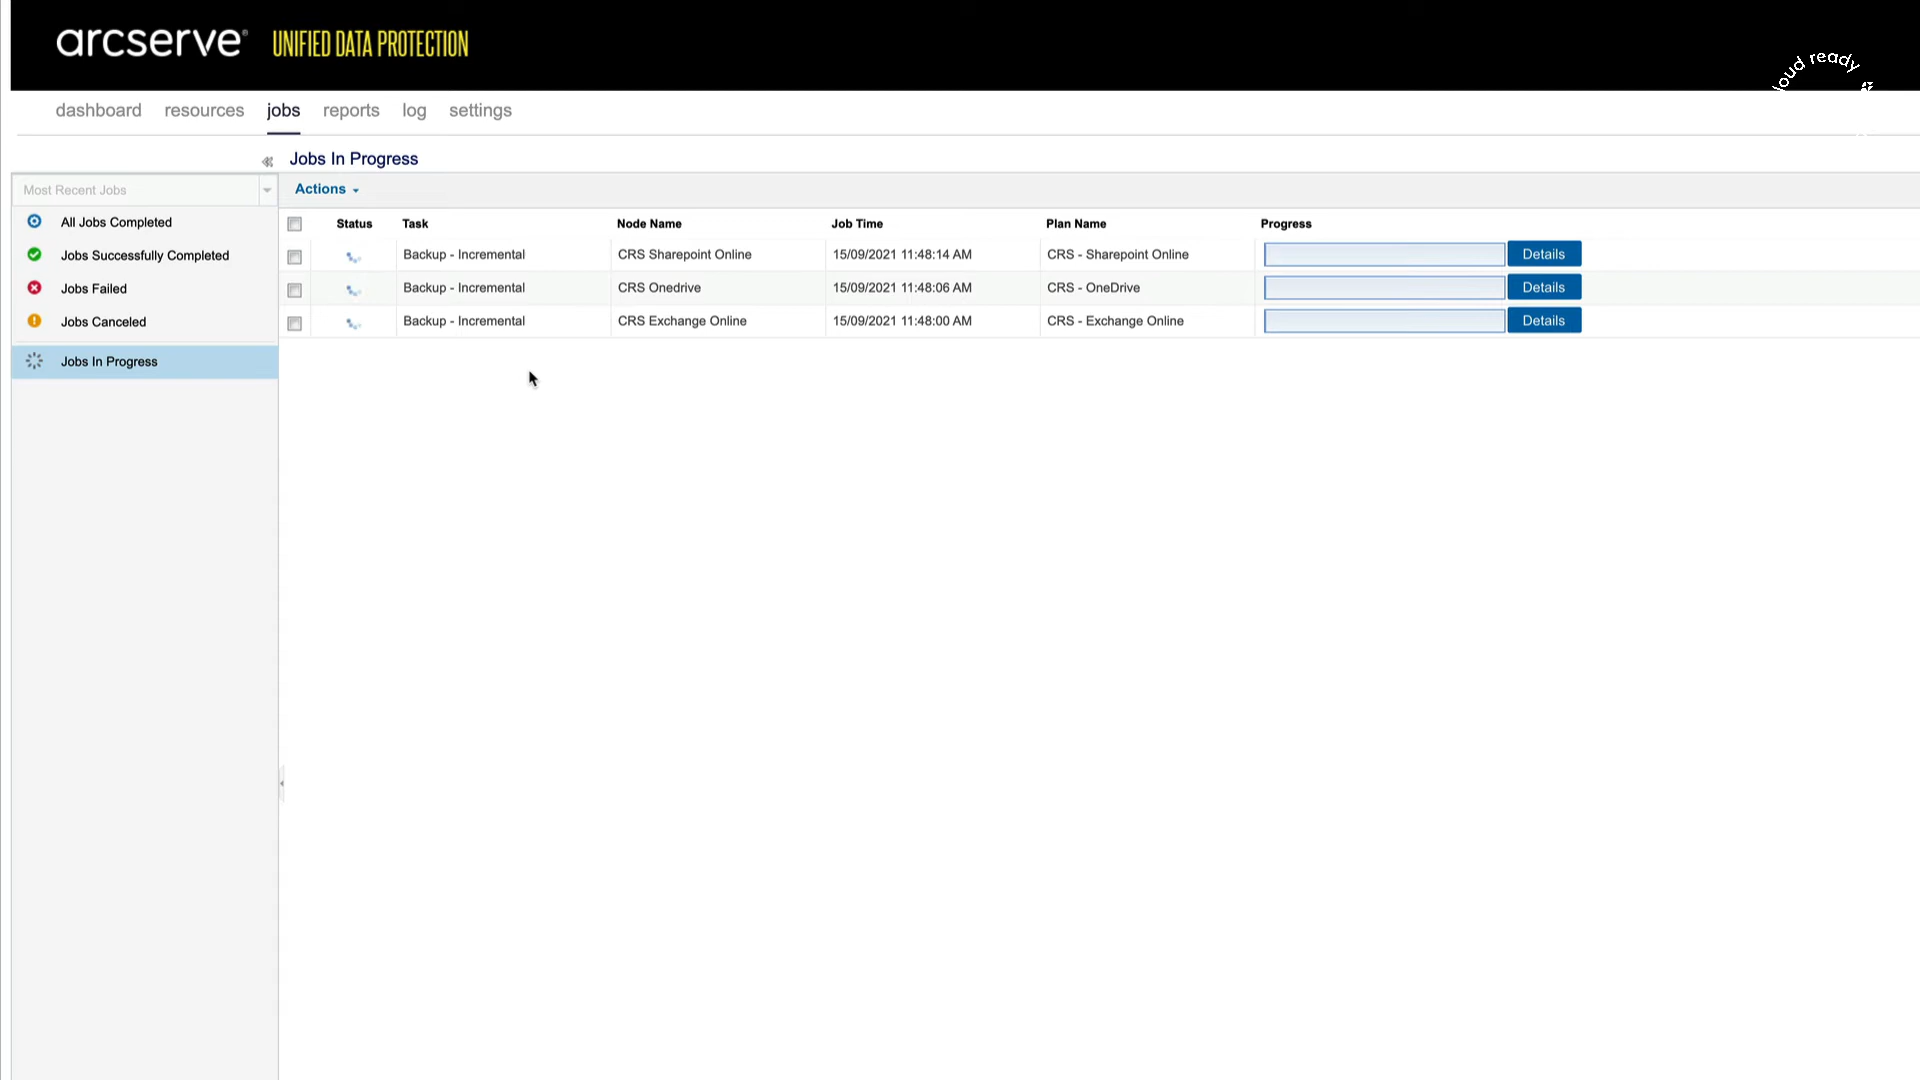 arcserve® UNIFIED DATA PROTECTION
loud ready
dashboard resources jobs reports log settings
Jobs In Progress
Most Recent Jobs
Actions
All Jobs Completed
Jobs Successfully Completed
Jobs Failed
Jobs Canceled
Jobs In Progress
Status Task Node Name Job Time Plan Name Progress
Backup - Incremental CRS Sharepoint Online 15/09/2021 11:48:14 AM CRS - Sharepoint Online Details
Backup - Incremental CRS Onedrive 15/09/2021 11:48:06 AM CRS - OneDrive Details
Backup - Incremental CRS Exchange Online 15/09/2021 11:48:00 AM CRS - Exchange Online Details